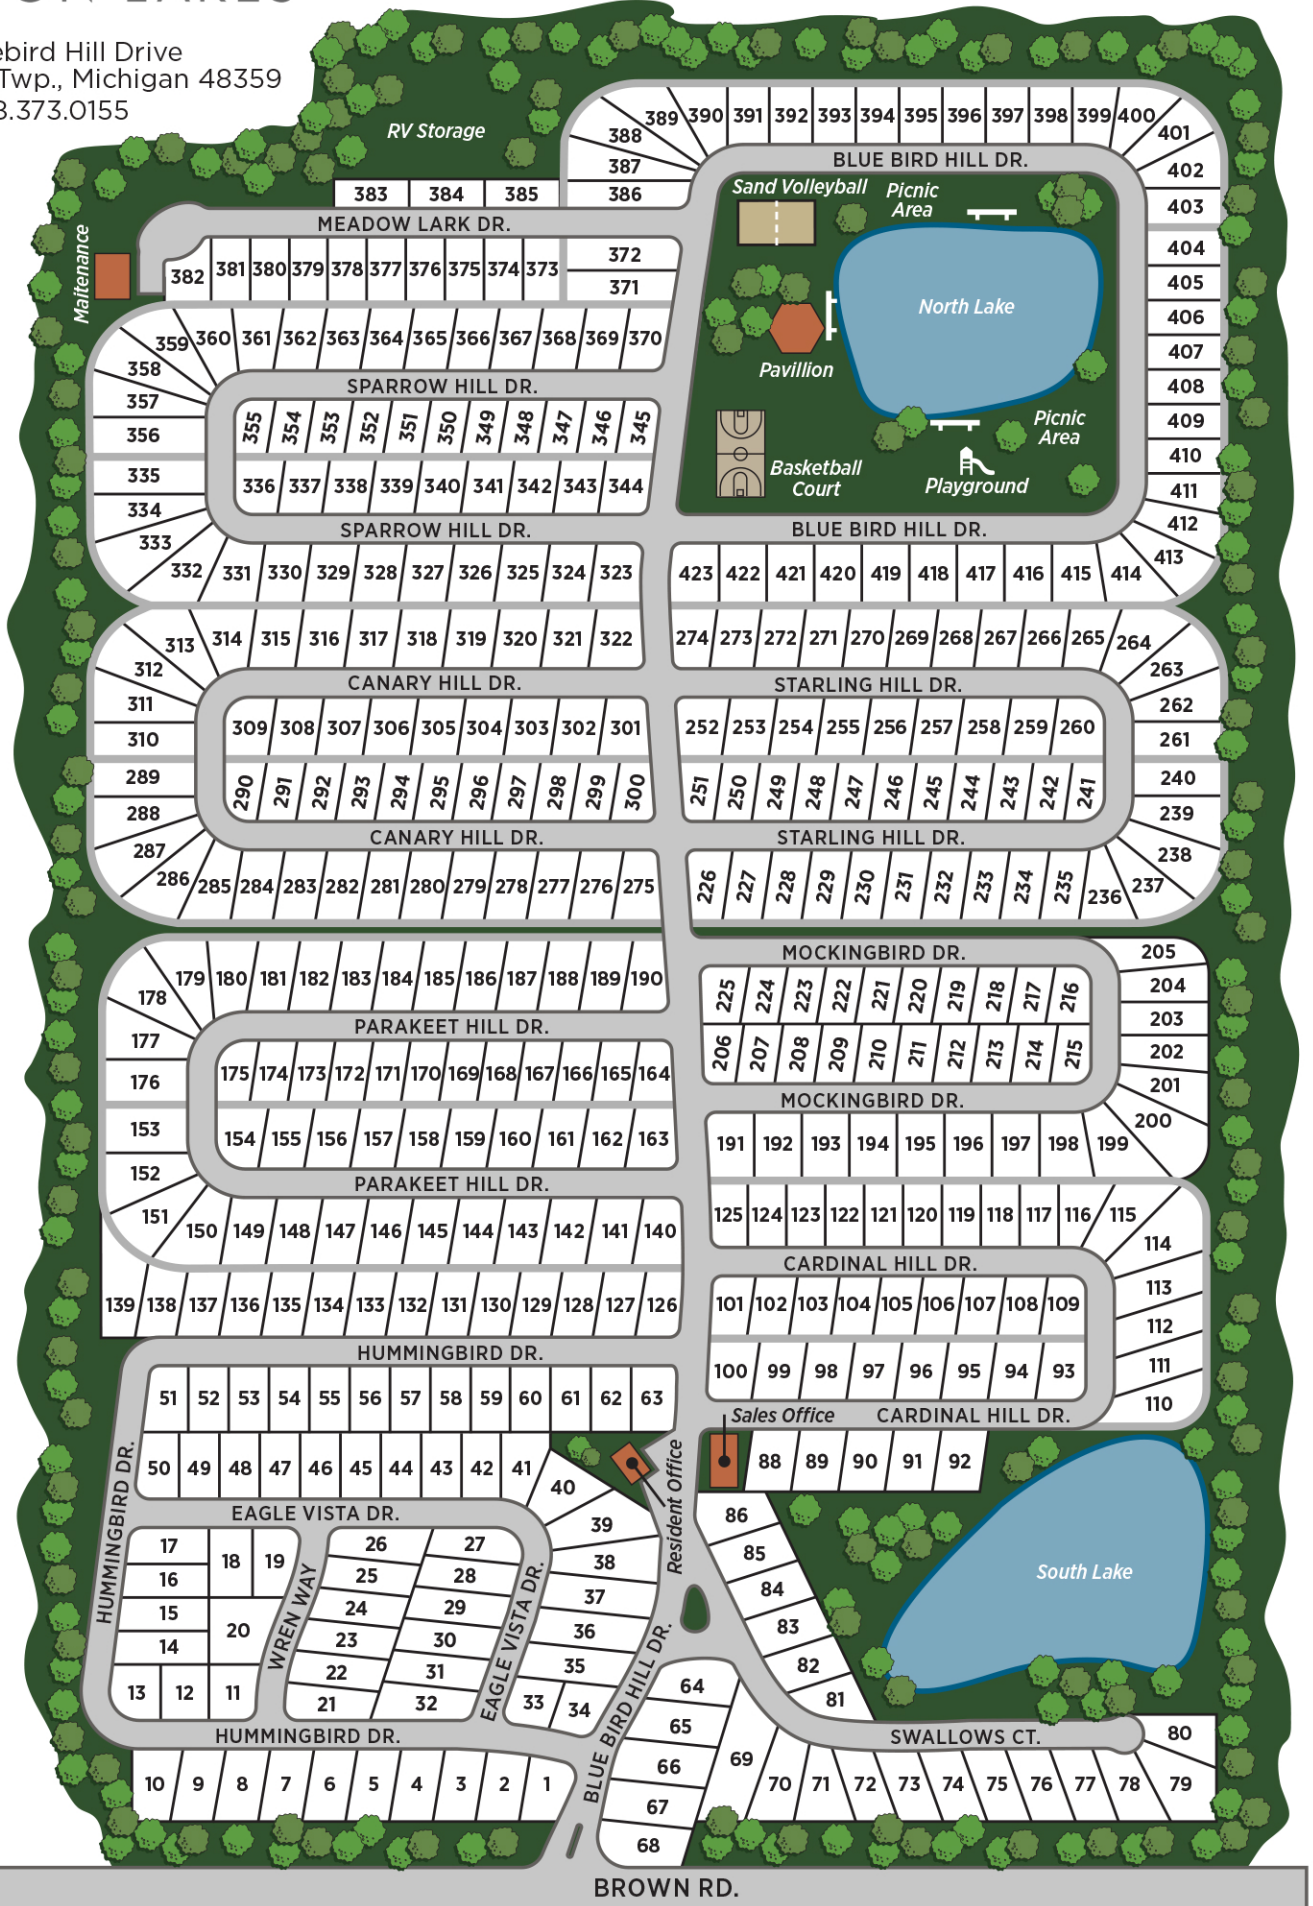 ebird Hill Drive
Twp., Michigan 48359
3.373.0155
RV Storage
389 390 391 392 393 394 395 396 397 398 399 400
388 401
387 402
386 403
BLUE BIRD HILL DR.
383 384 385
MEADOW LARK DR.
Sand Volleyball
Picnic
Area
Maitenance
382 381 380 379 378 377 376 375 374 373
372
371
404
405
406
407
408
409
410
411
412
413
North Lake
Pavillion
Picnic
Area
Basketball
Court
Playground
359 360 361 362 363 364 365 366 367 368 369 370
358
357
356
SPARROW HILL DR.
355 354 353 352 351 350 349 348 347 346 345
335
334
333
336 337 338 339 340 341 342 343 344
SPARROW HILL DR.
BLUE BIRD HILL DR.
332 331 330 329 328 327 326 325 324 323
423 422 421 420 419 418 417 416 415 414
313 314 315 316 317 318 319 320 321 322
274 273 272 271 270 269 268 267 266 265 264
312
311
310
263
262
261
CANARY HILL DR.
STARLING HILL DR.
309 308 307 306 305 304 303 302 301
252 253 254 255 256 257 258 259 260
289
288
287
290 291 292 293 294 295 296 297 298 299 300
251 250 249 248 247 246 245 244 243 242 241
240
239
238
237
CANARY HILL DR.
STARLING HILL DR.
286 285 284 283 282 281 280 279 278 277 276 275
226 227 228 229 230 231 232 233 234 235 236
178 179 180 181 182 183 184 185 186 187 188 189 190
177
176
MOCKINGBIRD DR.
205
204
203
202
201
200
225 224 223 222 221 220 219 218 217 216
PARAKEET HILL DR.
206 207 208 209 210 211 212 213 214 215
175 174 173 172 171 170 169 168 167 166 165 164
MOCKINGBIRD DR.
153
152
151
154 155 156 157 158 159 160 161 162 163
191 192 193 194 195 196 197 198 199
PARAKEET HILL DR.
150 149 148 147 146 145 144 143 142 141 140
125 124 123 122 121 120 119 118 117 116 115
114
113
112
111
110
CARDINAL HILL DR.
139 138 137 136 135 134 133 132 131 130 129 128 127 126
101 102 103 104 105 106 107 108 109
HUMMINGBIRD DR.
100 99 98 97 96 95 94 93
51 52 53 54 55 56 57 58 59 60 61 62 63
Sales Office
CARDINAL HILL DR.
HUMMINGBIRD DR.
50 49 48 47 46 45 44 43 42 41
88 89 90 91 92
Resident Office
40
39
38
37
36
35
33 34
86
85
84
83
82
81
EAGLE VISTA DR.
South Lake
17
16
15
14
18 19
20
13 12 11
WREN WAY
26 27
25 28
24 29
23 30
22 31
21 32
EAGLE VISTA DR.
BLUE BIRD HILL DR.
64
65
66
67
68
HUMMINGBIRD DR.
SWALLOWS CT.
80
10 9 8 7 6 5 4 3 2 1
69 70 71 72 73 74 75 76 77 78 79
BROWN RD.